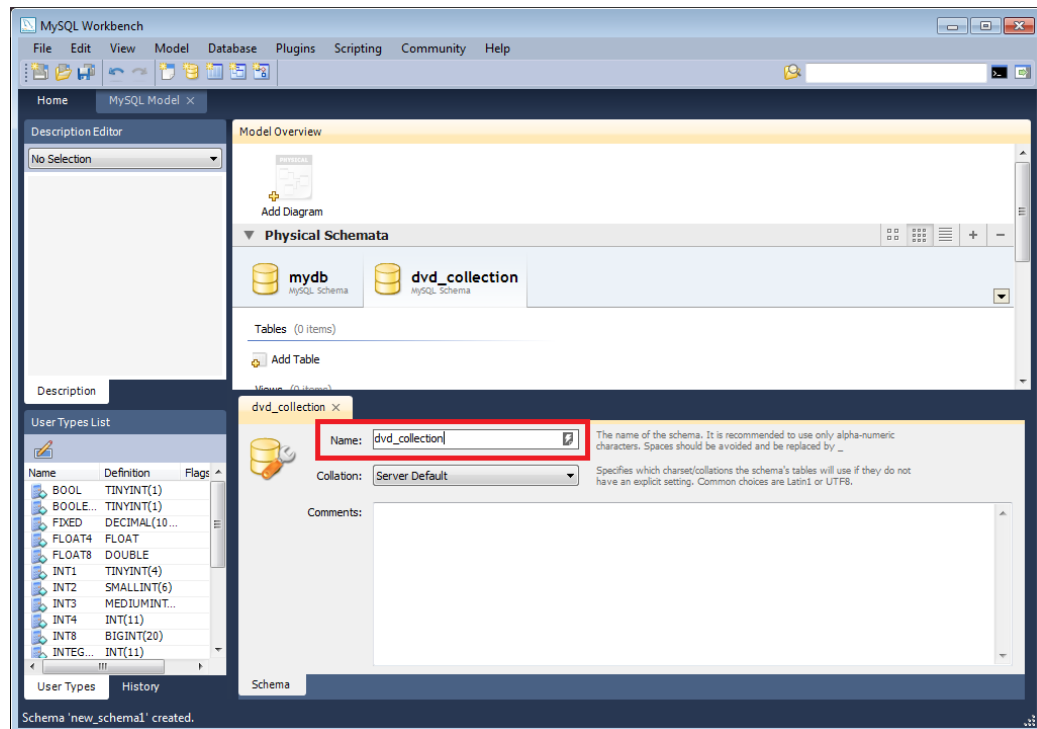 MySQL Workbench
File Edit View Model Database Plugins Scripting Community Help
Home MySQL Model
Description Editor
No Selection
Description
Model Overview
PHYSICAL
Add Diagram
Physical Schemata
mydb
MySQL Schema
dvd_collection
MySQL Schema
Tables (0 items)
Add Table
Views (0 items)
User Types List
Name Definition Flags
BOOL TINYINT(1)
BOOLE... TINYINT(1)
FIXED DECIMAL(10...
FLOAT4 FLOAT
FLOAT8 DOUBLE
INT1 TINYINT(4)
INT2 SMALLINT(6)
INT3 MEDIUMINT...
INT4 INT(11)
INT8 BIGINT(20)
INTEG... INT(11)
User Types History
dvd_collection
Name: dvd_collection
The name of the schema. It is recommended to use only alpha-numeric
characters. Spaces should be avoided and be replaced by _
Collation: Server Default
Specifies which charset/collations the schema's tables will use if they do not
have an explicit setting. Common choices are Latin1 or UTF8.
Comments:
Schema
Schema 'new_schema1' created.